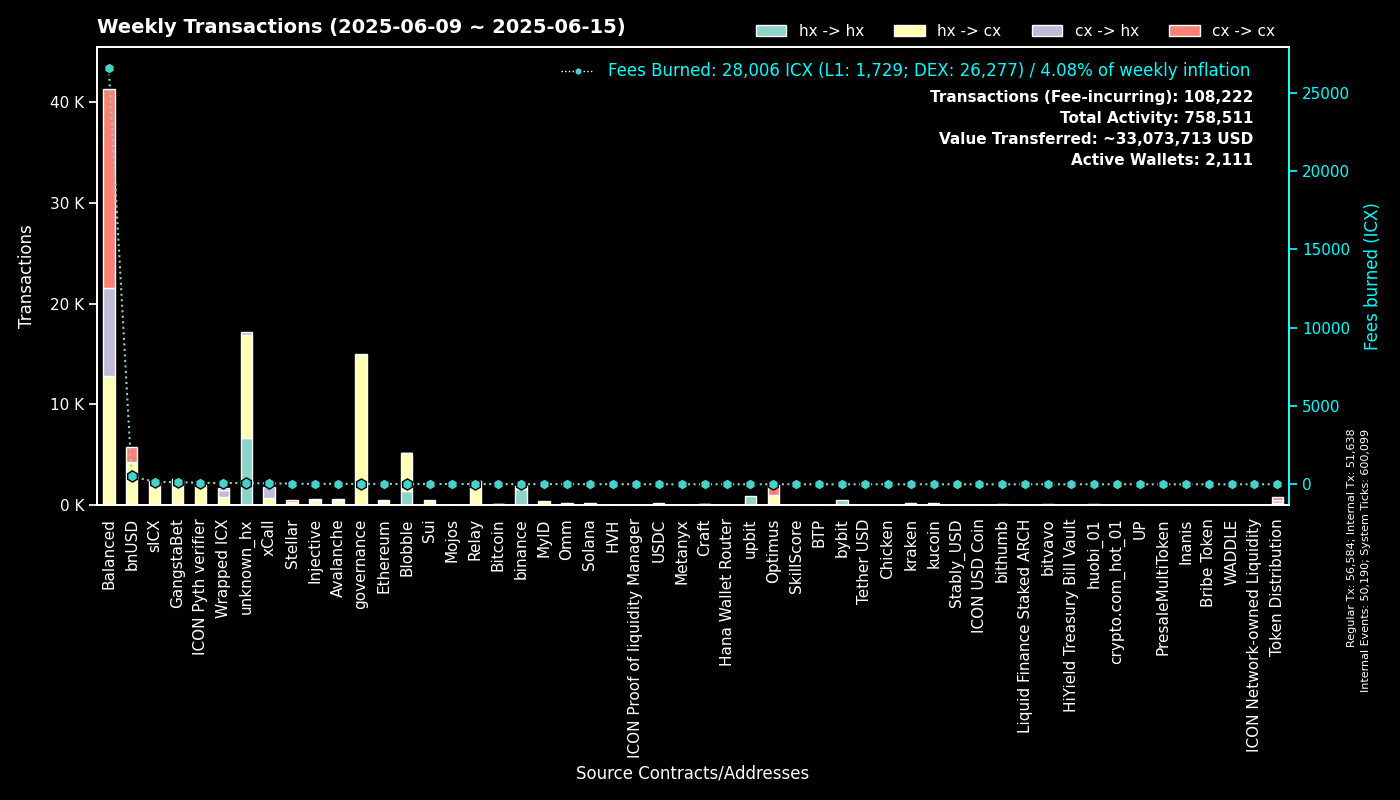 Weekly Transactions (2025-06-09 ~ 2025-06-15)
hx -> hx
hx -> cx
cx -> hx
cx -> cx
Fees Burned: 28,006 ICX (L1: 1,729; DEX: 26,277) / 4.08% of weekly inflation
Transactions (Fee-incurring): 108,222
Total Activity: 758,511
Value Transferred: ~33,073,713 USD
Active Wallets: 2,111
Transactions
40 K
30 K
20 K
10 K
0 K
25000
20000
15000
10000
5000
0
Fees burned (ICX)
Regular Tx: 56,584; Internal Tx: 51,638
Internal Events: 50,190; System Ticks: 600,099
Balanced
bnUSD
sICX
GangstaBet
ICON Pyth verifier
Wrapped ICX
unknown_hx
xCall
Stellar
Injective
Avalanche
governance
Ethereum
Blobble
Sui
Mojos
Relay
Bitcoin
binance
MyID
Omm
Solana
HVH
ICON Proof of liquidity Manager
USDC
Metanyx
Craft
Hana Wallet Router
upbit
Optimus
SkillScore
BTP
bybit
Tether USD
Chicken
kraken
kucoin
Stably_USD
ICON USD Coin
bithumb
Liquid Finance Staked ARCH
bitvavo
HiYield Treasury Bill Vault
huobi_01
crypto.com_hot_01
UP
PresaleMultiToken
Inanis
Bribe Token
WADDLE
ICON Network-owned Liquidity
Token Distribution
Source Contracts/Addresses